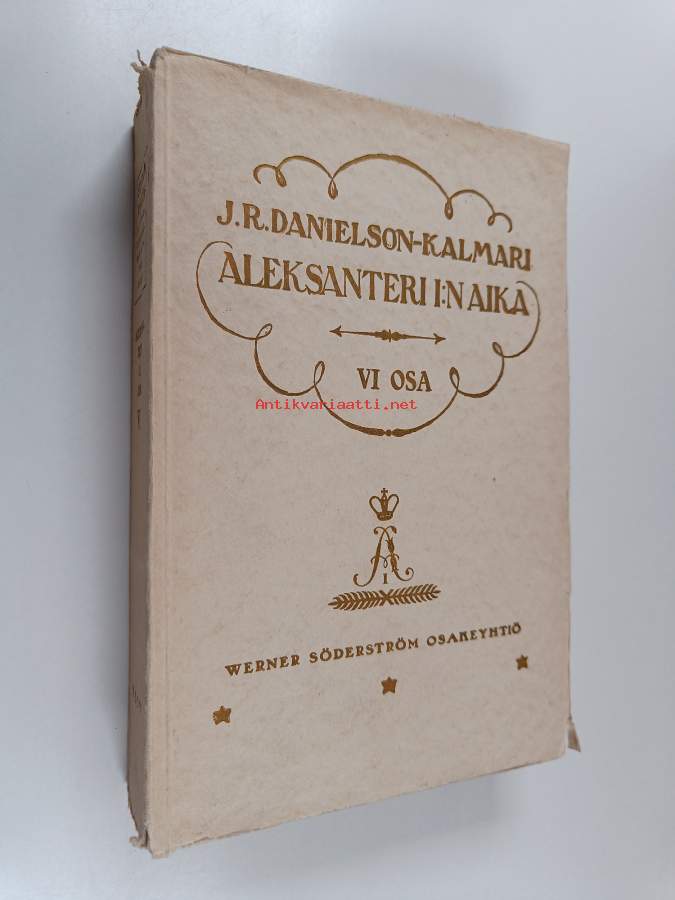 J.R. DANIELSON-KALMARI
ALEKSANTERI I:N AIKA
VI OSA
Antikvariaatti.net
A I
WERNER SÖDERSTRÖM OSAKEYHTIÖ